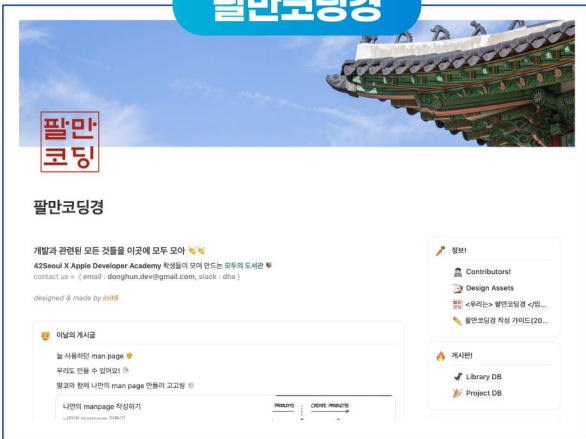 팔만코딩경
팔만
코딩
팔만코딩경
개발과 관련된 모든 것들을 이곳에 모두 모아 👏👏
42Seoul X Apple Developer Academy 학생들이 모여 만드는 모두의 도서관 📚
contact us = { email : donghun.dev@gmail.com, slack : dha }
designed & made by init6
이날의 게시글
늘 사용하던 man page
우리도 만들 수 있어요!
팔코와 함께 나만의 man page 만들러 고고씽
나만의 manpage 작성하기
나만의 manpage 만들기
PROBLEMS
CREATE PROBLEMS
🥕 정보!
Contributors!
Design Assets
<우리는> 팔만코딩경 </임...
✏️ 팔만코딩경 작성 가이드(20...
🔥 게시판!
Library DB
🎉 Project DB